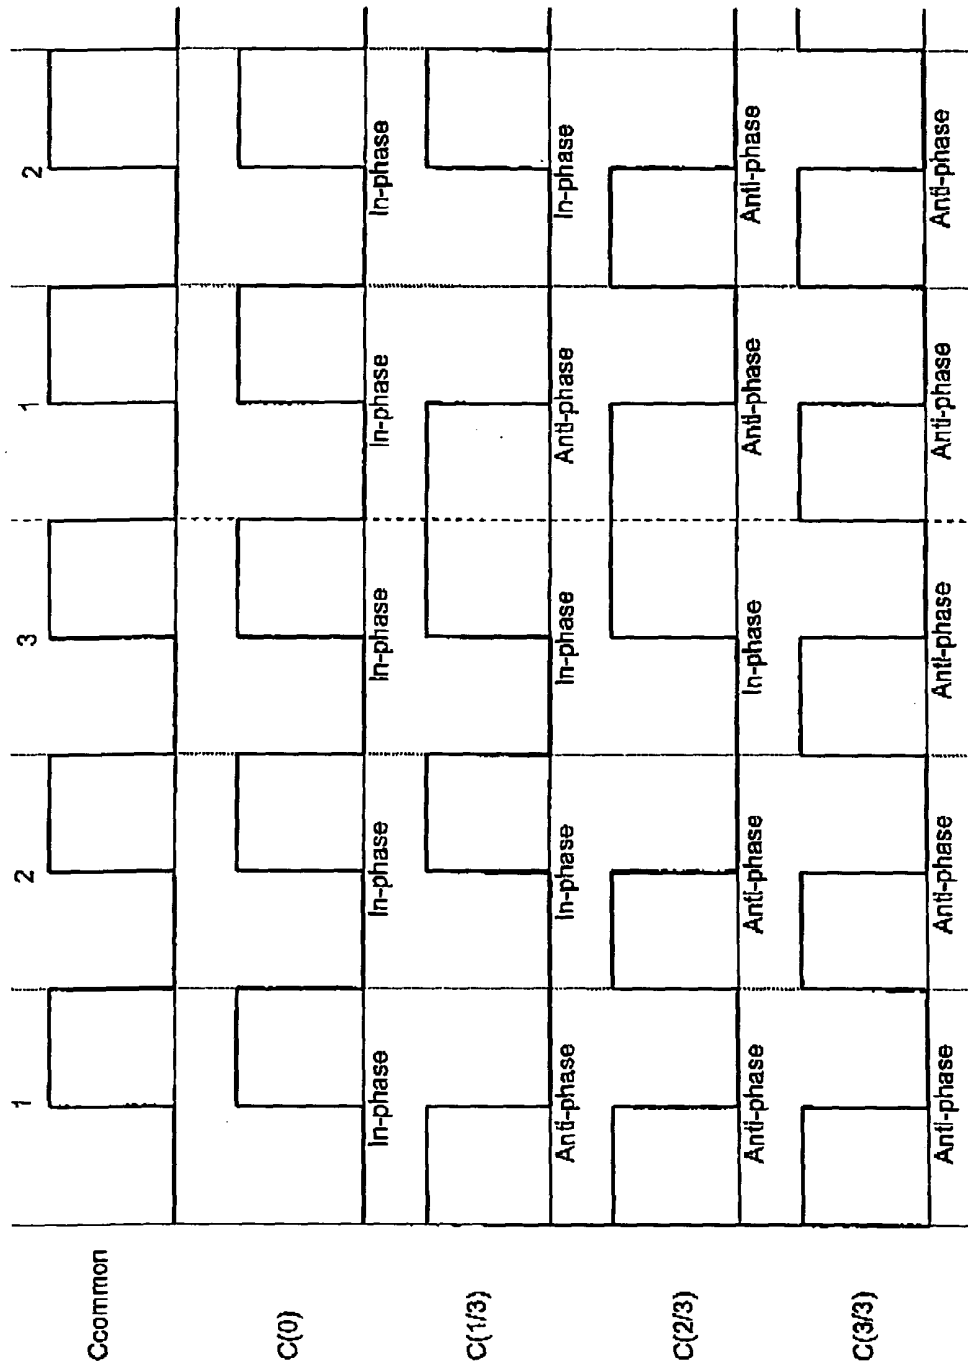 1 2 3 1 2
Ccommon
C(0)
In-phase In-phase In-phase In-phase In-phase
C(1/3)
Anti-phase In-phase In-phase Anti-phase In-phase
C(2/3)
Anti-phase Anti-phase In-phase Anti-phase Anti-phase
C(3/3)
Anti-phase Anti-phase Anti-phase Anti-phase Anti-phase